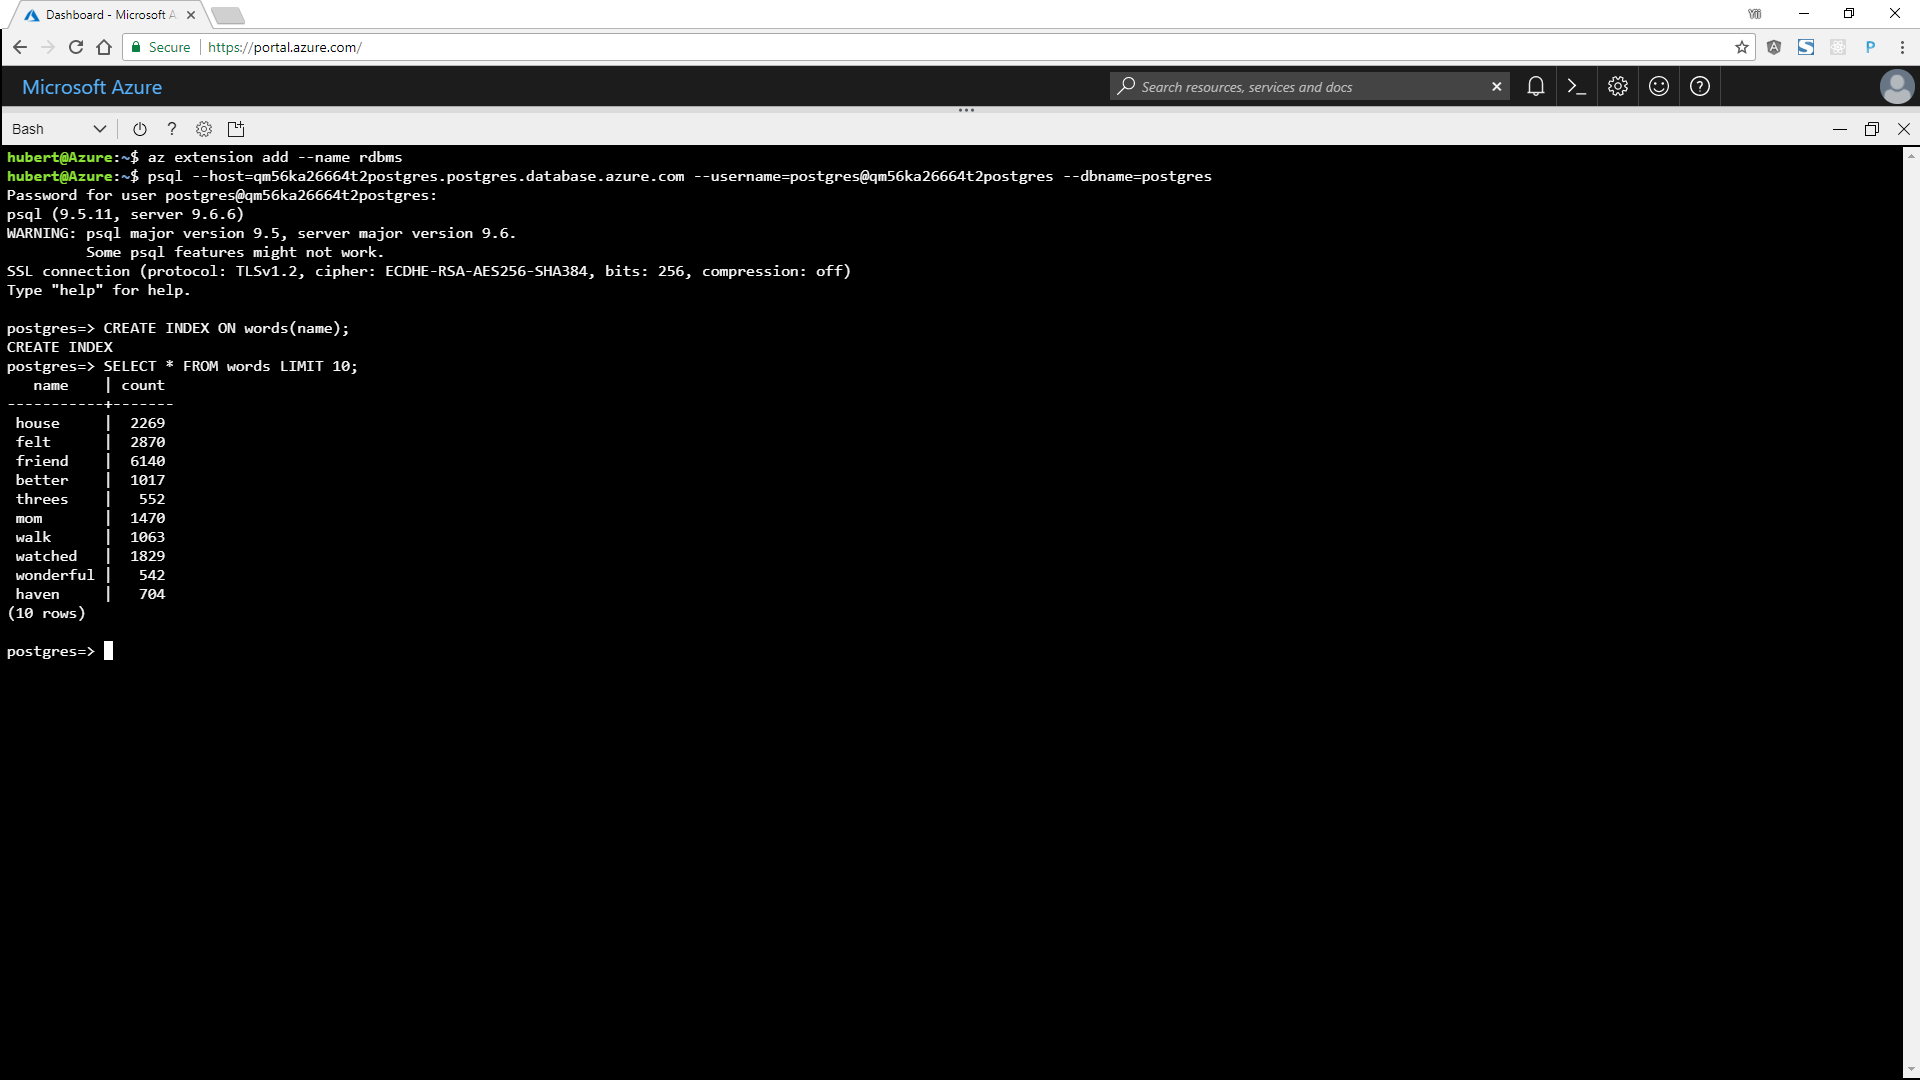 Dashboard - Microsoft A
Secure https://portal.azure.com/
Microsoft Azure
Search resources, services and docs
Bash
hubert@Azure:~$ az extension add --name rdbms
hubert@Azure:~$ psql --host=qm56ka26664t2postgres.postgres.database.azure.com --username=postgres@qm56ka26664t2postgres --dbname=postgres
Password for user postgres@qm56ka26664t2postgres:
psql (9.5.11, server 9.6.6)
WARNING: psql major version 9.5, server major version 9.6.
Some psql features might not work.
SSL connection (protocol: TLSv1.2, cipher: ECDHE-RSA-AES256-SHA384, bits: 256, compression: off)
Type "help" for help.
postgres=> CREATE INDEX ON words(name);
CREATE INDEX
postgres=> SELECT * FROM words LIMIT 10;
name | count
-----------+-------
house | 2269
felt | 2870
friend | 6140
better | 1017
threes | 552
mom | 1470
walk | 1063
watched | 1829
wonderful | 542
haven | 704
(10 rows)
postgres=>